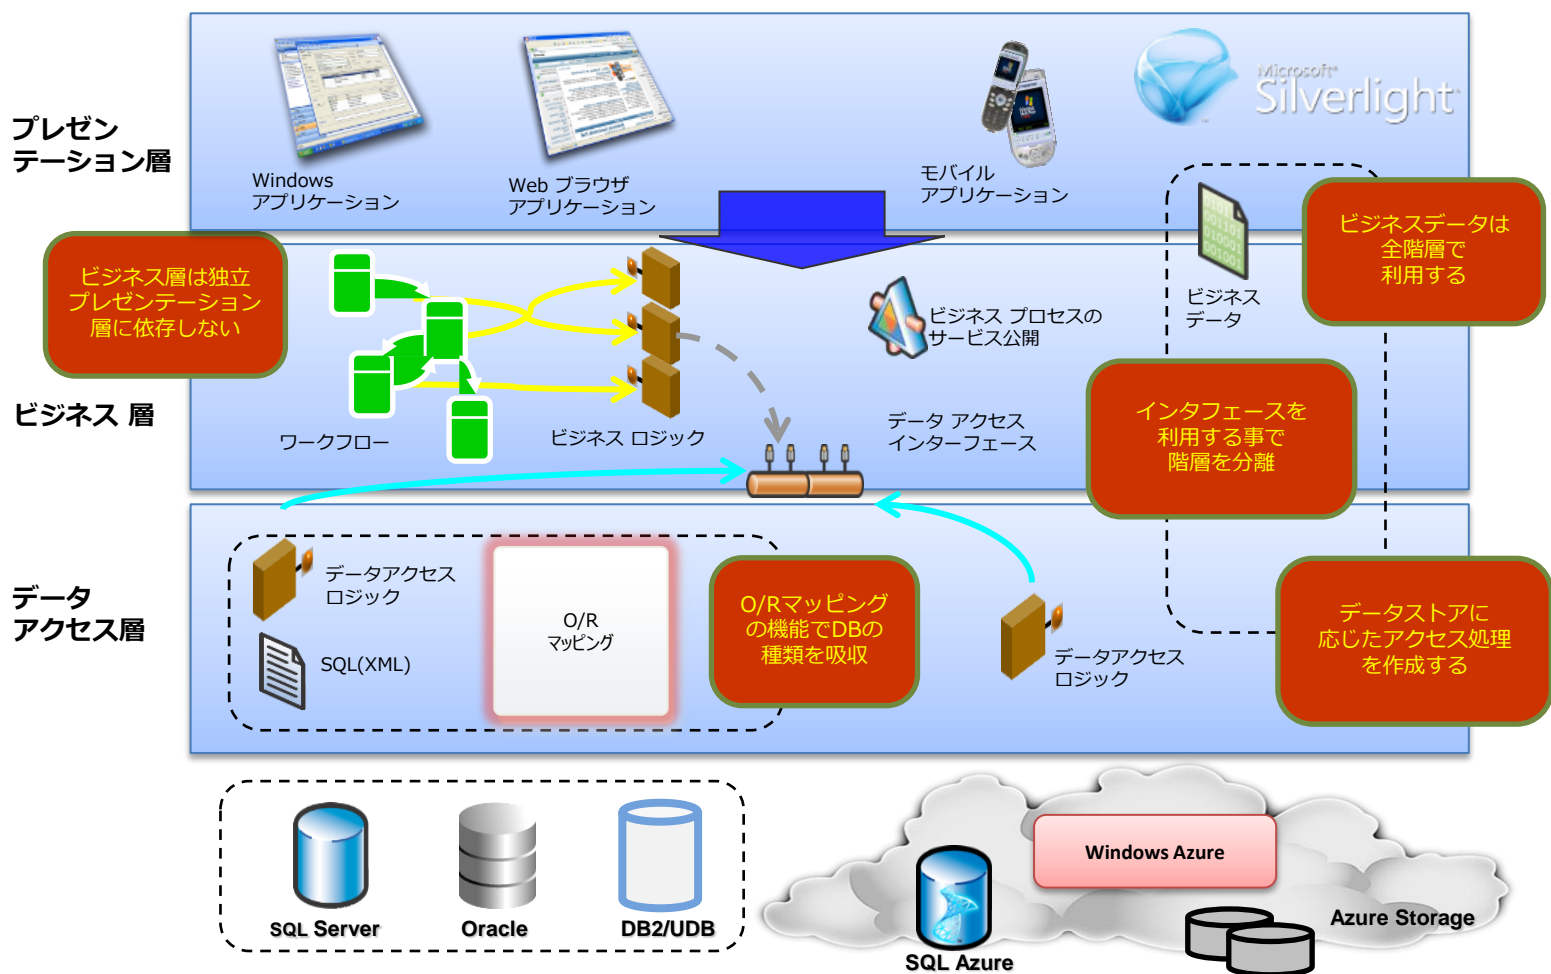 Microsoft®
Silverlight
プレゼン
テーション層
Windows
アプリケーション
Web ブラウザ
アプリケーション
モバイル
アプリケーション
ビジネスデータは
全階層で
利用する
ビジネス層は独立
プレゼンテーション
層に依存しない
ビジネス
データ
ビジネス プロセスの
サービス公開
ビジネス 層
ワークフロー
ビジネス ロジック
データ アクセス
インターフェース
インタフェースを
利用する事で
階層を分離
データ
アクセス層
データアクセス
ロジック
SQL(XML)
O/R
マッピング
O/Rマッピング
の機能でDBの
種類を吸収
データアクセス
ロジック
データストアに
応じたアクセス処理
を作成する
SQL Server
Oracle
DB2/UDB
Windows Azure
SQL Azure
Azure Storage